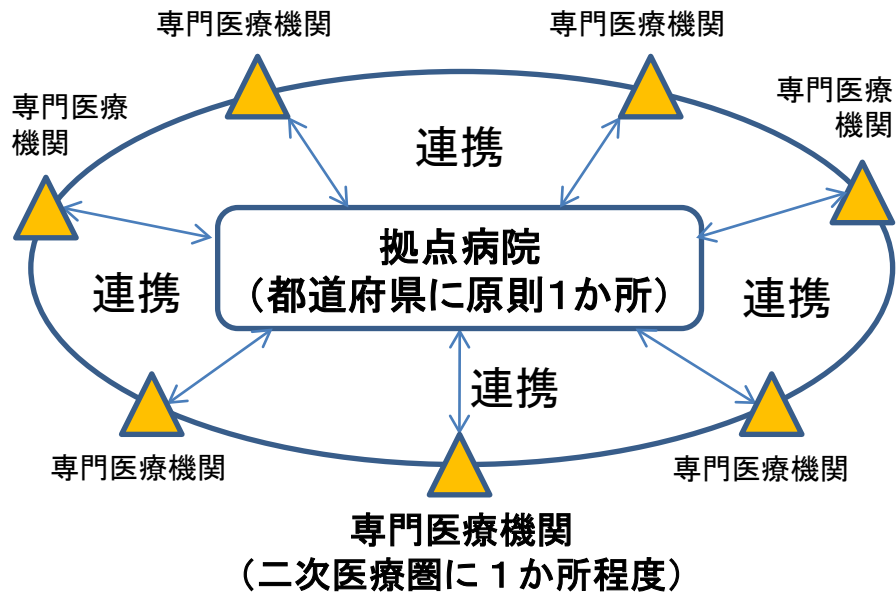 専門医療機関
専門医療機関
専門医療
機関
専門医療
機関
連携
拠点病院
（都道府県に原則１か所）
連携
連携
連携
専門医療機関
専門医療機関
専門医療機関
（二次医療圏に１か所程度）